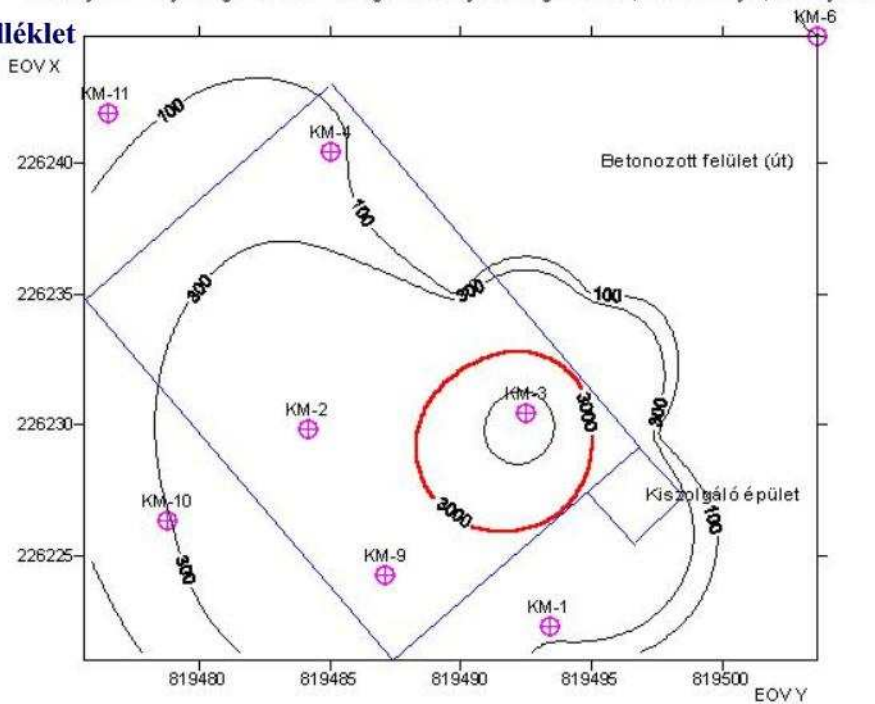 lléklet
EOV X
KM-6
KM-11
100
KM-4
226240
Betonozott felület (út)
100
300
226235
300
100
KM-3
3000
KM-2
300
226230
KM-10
3000
Kiszolgáló épület
100
226225
300
KM-9
KM-1
819480
819485
819490
819495
819500
EOV Y